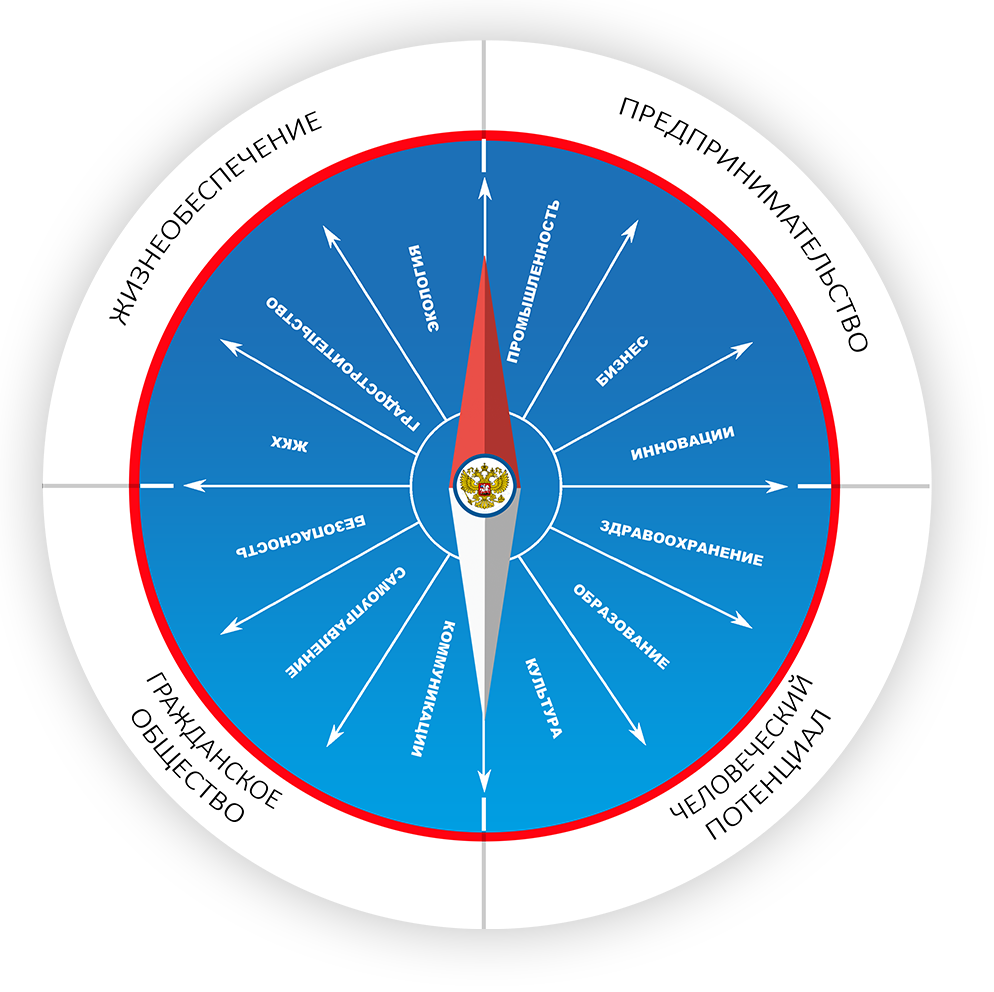 ЖИЗНЕОБЕСПЕЧЕНИЕ
ПРЕДПРИНИМАТЕЛЬСТВО
ЭКОЛОГИЯ
ПРОМЫШЛЕННОСТЬ
ГРАДОСТРОИТЕЛЬСТВО
БИЗНЕС
ЖКХ
ИННОВАЦИИ
БЕЗОПАСНОСТЬ
ЗДРАВООХРАНЕНИЕ
САМОУПРАВЛЕНИЕ
ОБРАЗОВАНИЕ
КОММУНИКАЦИИ
КУЛЬТУРА
ГРАЖДАНСКОЕ
ОБЩЕСТВО
ЧЕЛОВЕЧЕСКИЙ
ПОТЕНЦИАЛ